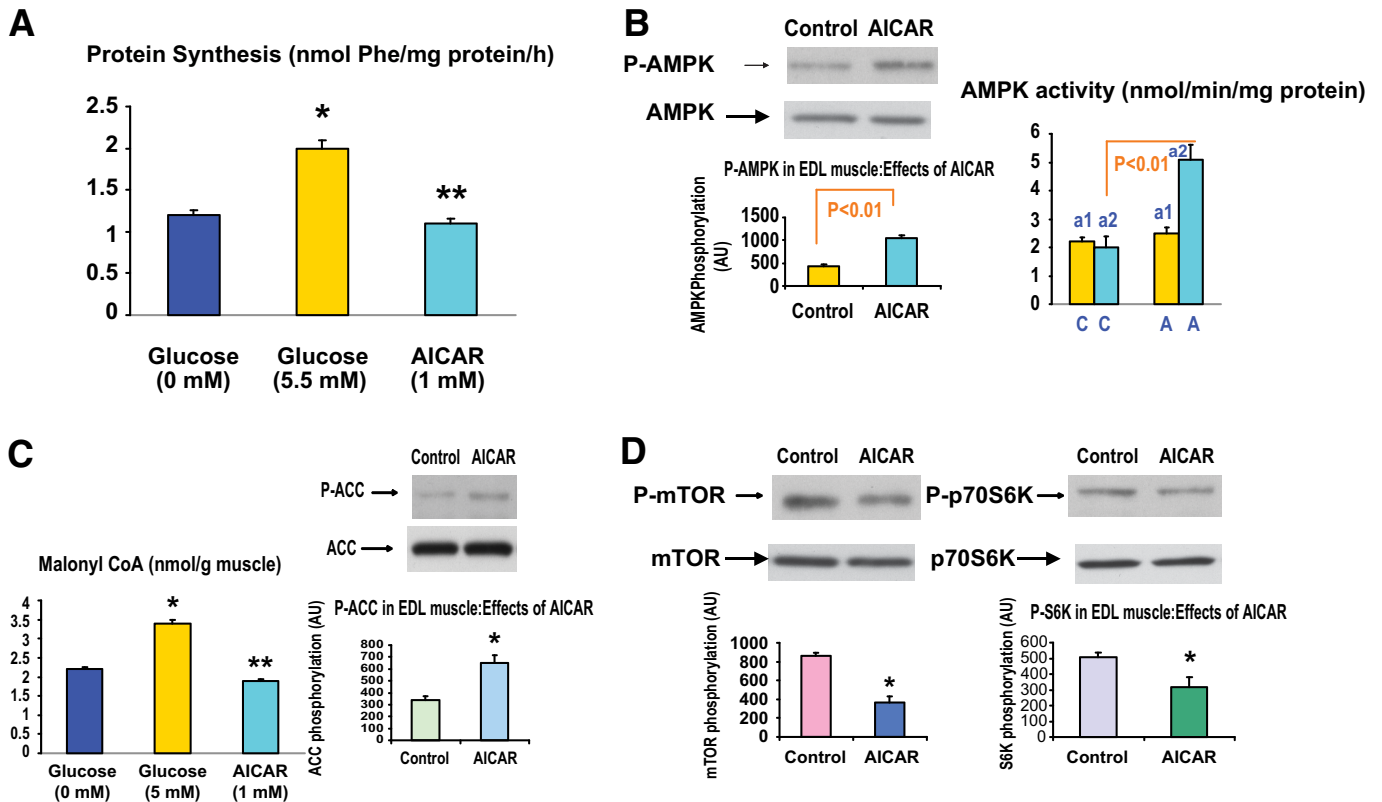 A
Protein Synthesis (nmol Phe/mg protein/h)
2.5
2
1.5
1
0.5
0
*
**
Glucose (0 mM)
Glucose (5.5 mM)
AICAR (1 mM)
B
Control AICAR
P-AMPK
AMPK
P-AMPK in EDL muscle:Effects of AICAR
AMPKPhosphorylation
(AU)
1500
1000
500
0
P<0.01
Control AICAR
AMPK activity (nmol/min/mg protein)
6
5
4
3
2
1
0
P<0.01
a1 a2 a1 a2
C C A A
C
Control AICAR
P-ACC
ACC
Malonyl CoA (nmol/g muscle)
4
3.5
3
2.5
2
1.5
1
0.5
0
*
**
Glucose (0 mM)
Glucose (5 mM)
AICAR (1 mM)
P-ACC in EDL muscle:Effects of AICAR
ACC phosphorylation (AU)
800
700
600
500
400
300
200
100
0
*
Control AICAR
D
Control AICAR
P-mTOR
mTOR
mTOR phosphorylation (AU)
1000
800
600
400
200
0
*
Control AICAR
Control AICAR
P-p70S6K
p70S6K
P-S6K in EDL muscle:Effects of AICAR
S6K phosphorylation (AU)
600
500
400
300
200
100
0
*
Control AICAR